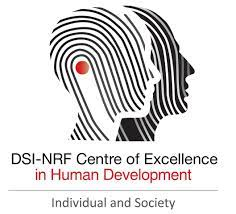 DSI-NRF Centre of Excellence
in Human Development
Individual and Society